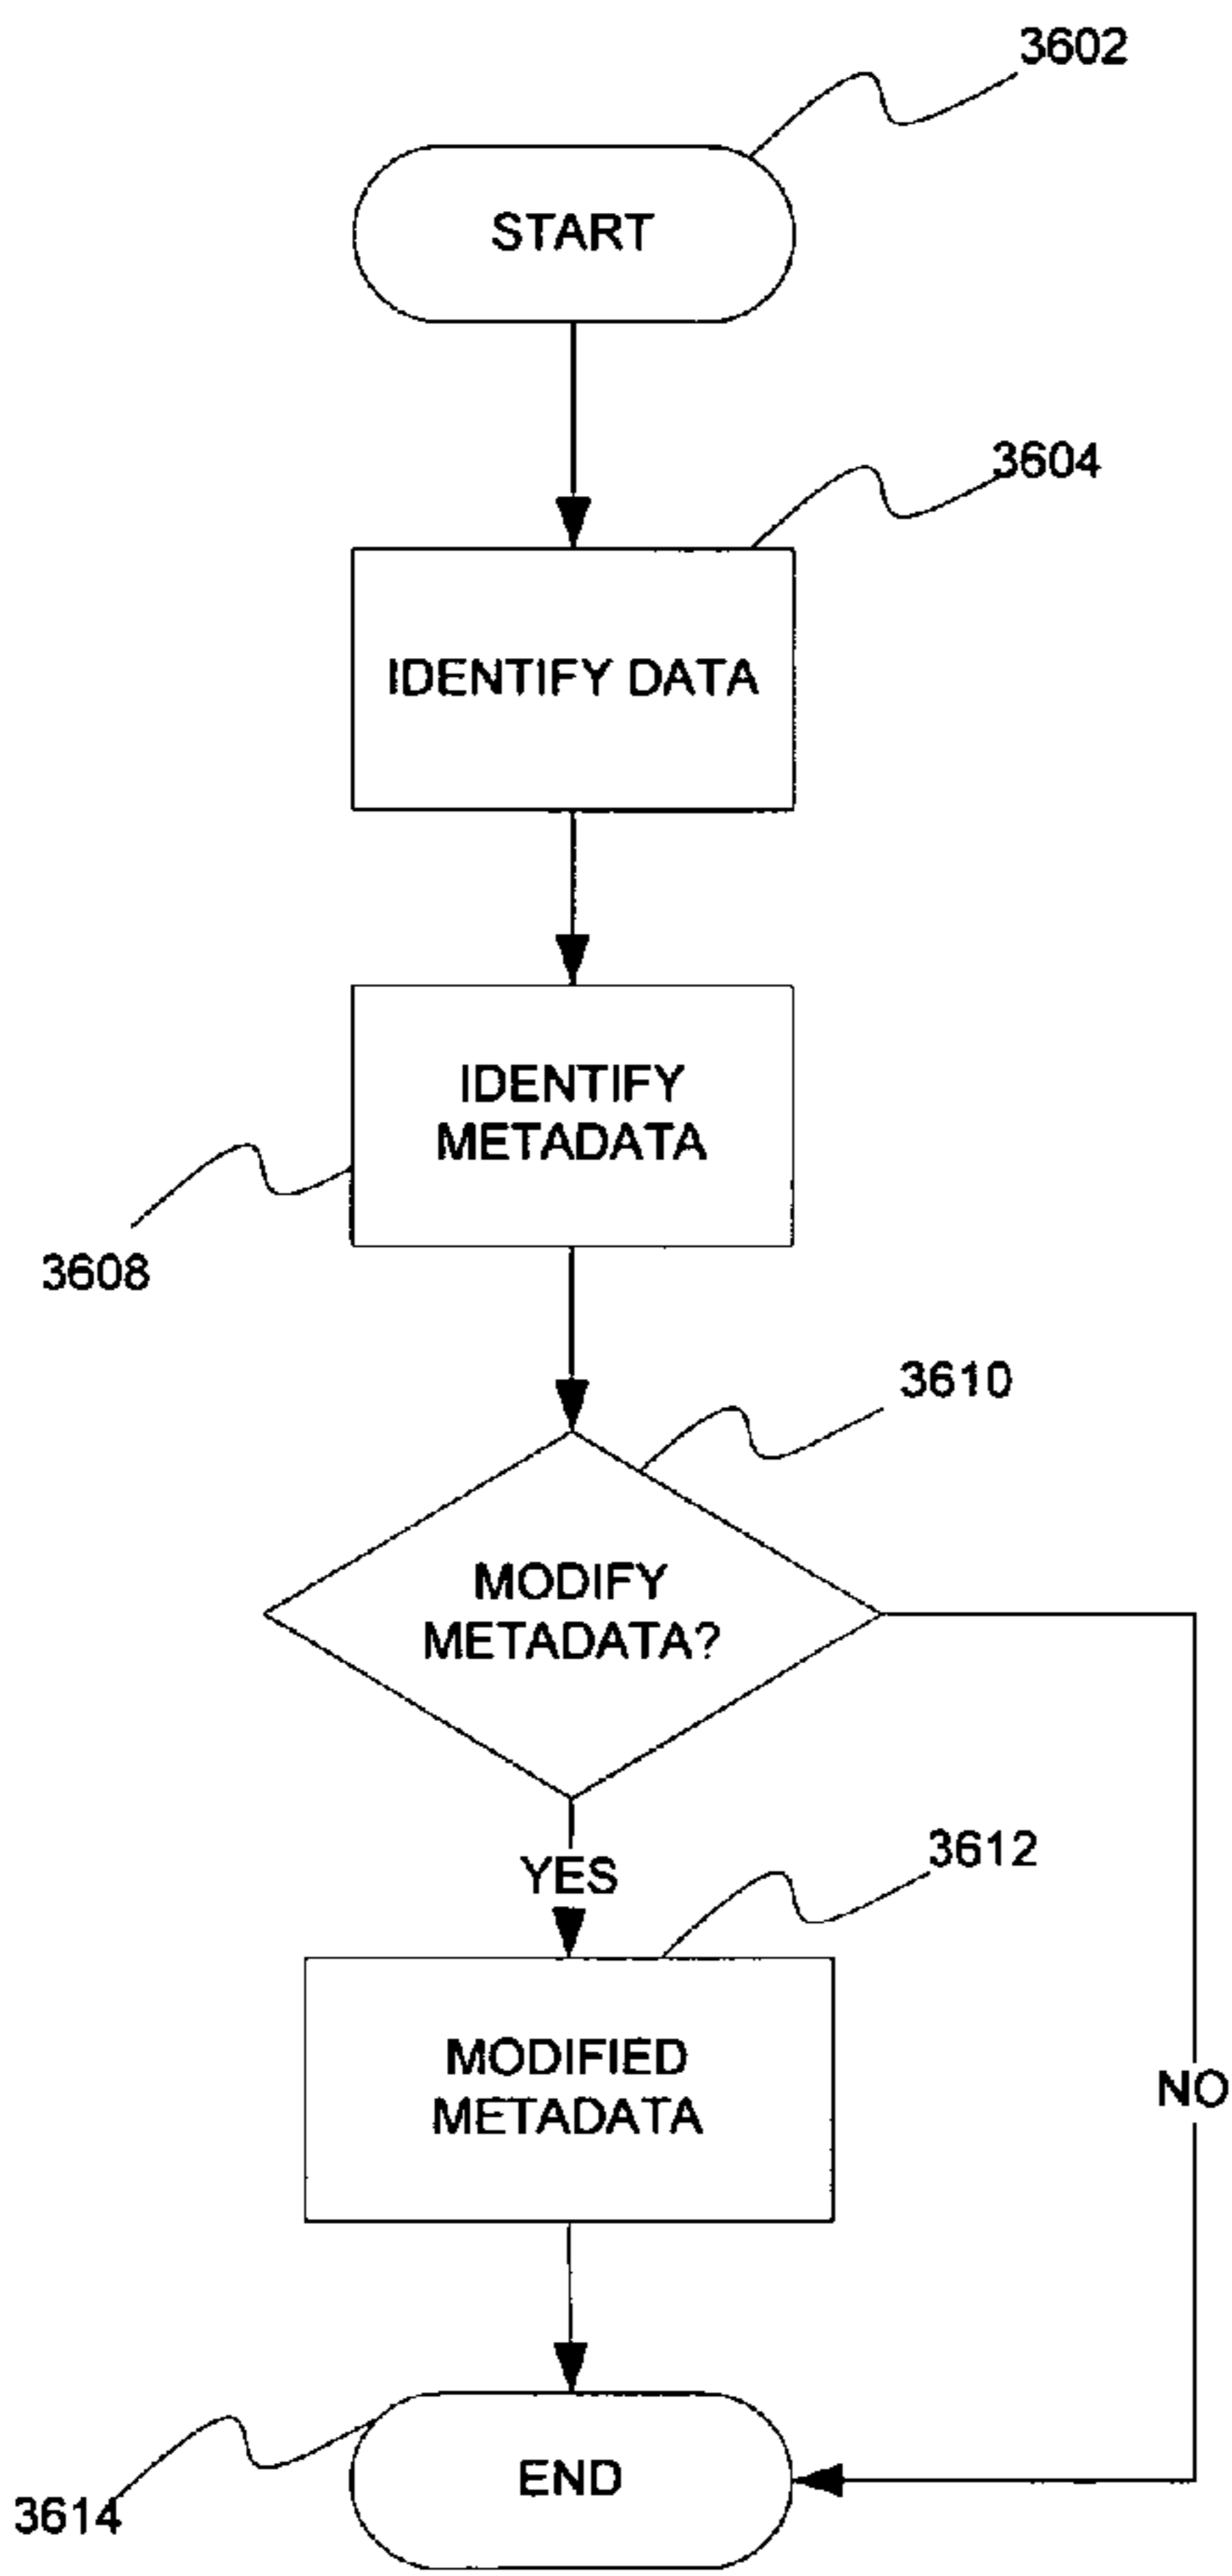 3602
START
3604
IDENTIFY DATA
IDENTIFY
METADATA
3608
3610
MODIFY
METADATA?
YES
3612
MODIFIED
METADATA
NO
END
3614